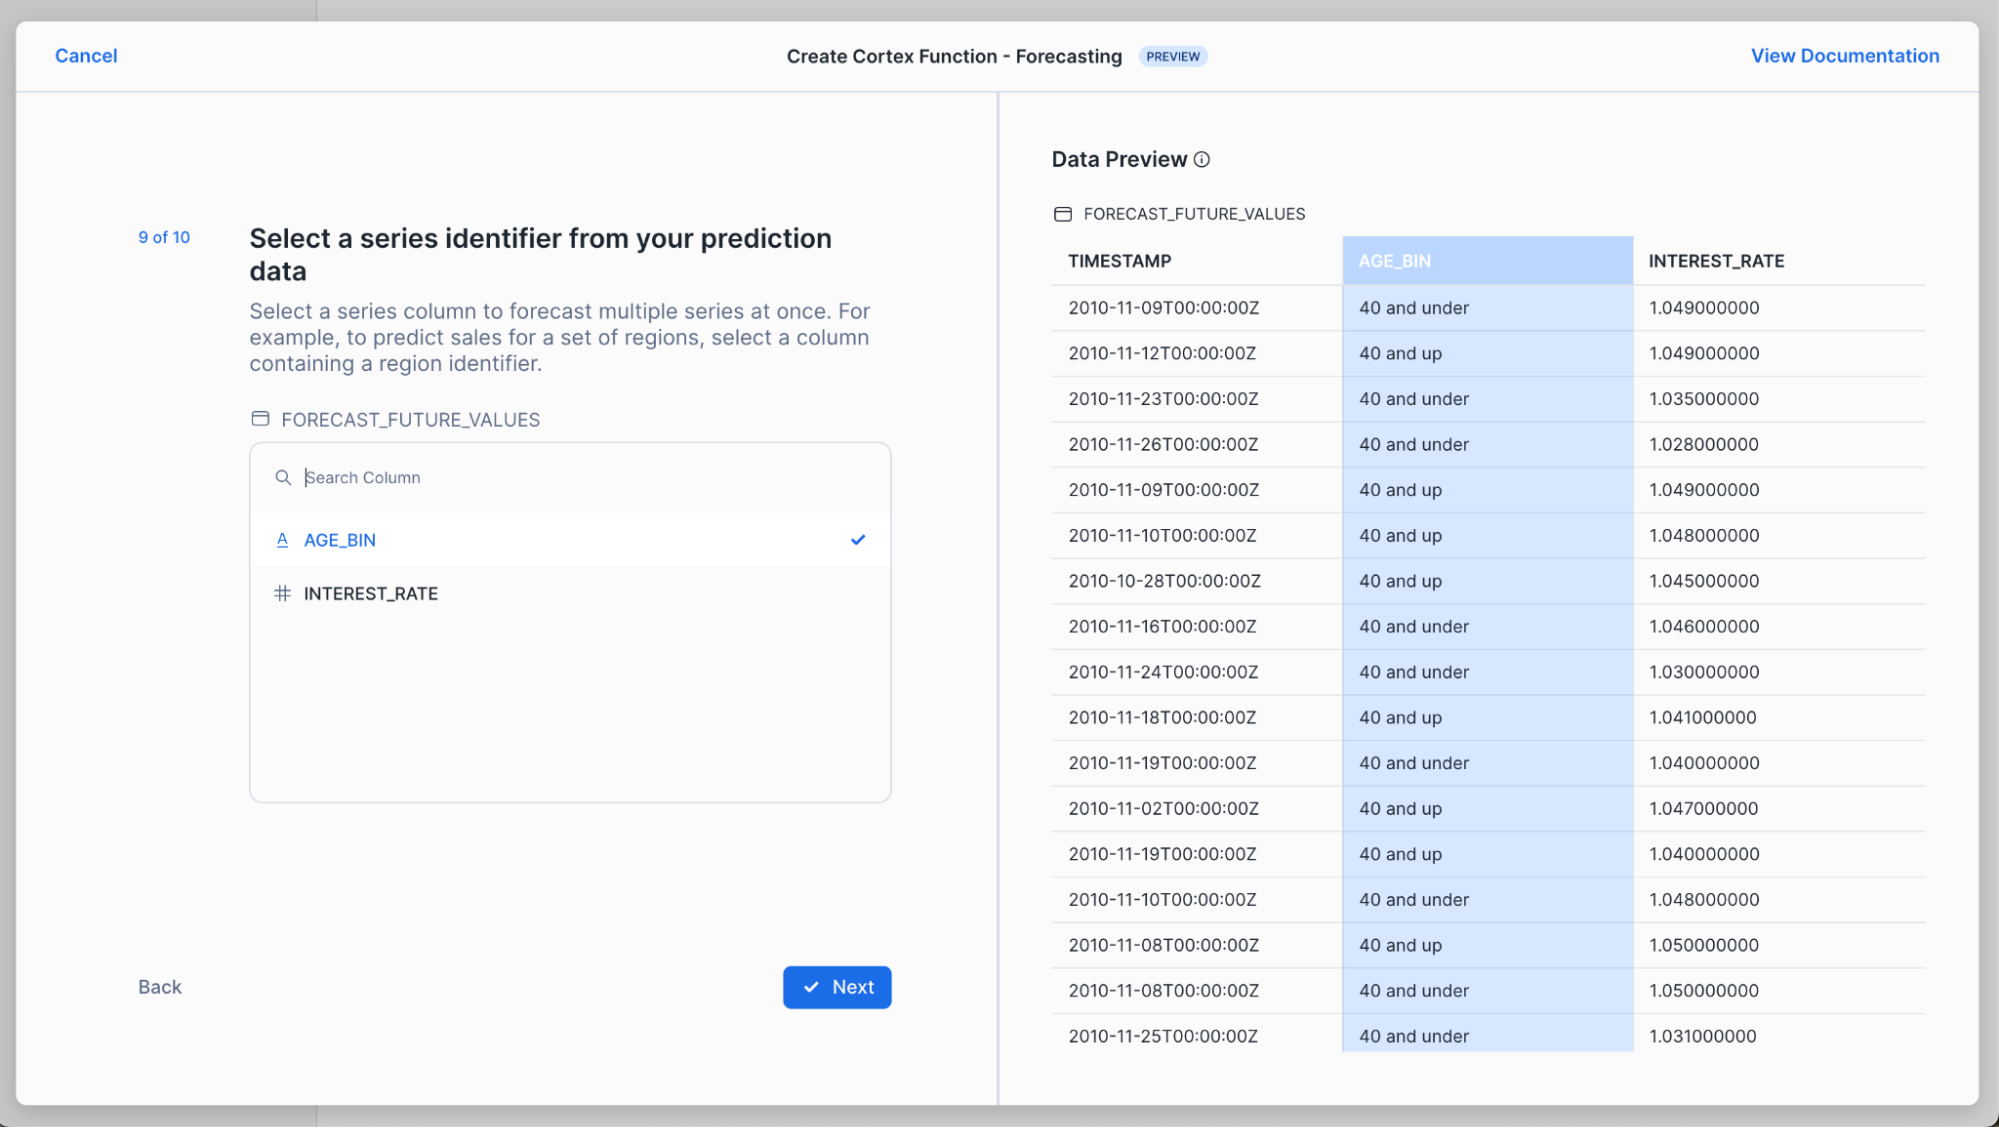 Cancel
Create Cortex Function - Forecasting PREVIEW
View Documentation
9 of 10
Select a series identifier from your prediction
data
Select a series column to forecast multiple series at once. For
example, to predict sales for a set of regions, select a column
containing a region identifier.
FORECAST_FUTURE_VALUES
Search Column
A AGE_BIN
# INTEREST_RATE
Back
Next
Data Preview
FORECAST_FUTURE_VALUES
TIMESTAMP AGE_BIN INTEREST_RATE
2010-11-09T00:00:00Z 40 and under 1.049000000
2010-11-12T00:00:00Z 40 and up 1.049000000
2010-11-23T00:00:00Z 40 and under 1.035000000
2010-11-26T00:00:00Z 40 and under 1.028000000
2010-11-09T00:00:00Z 40 and up 1.049000000
2010-11-10T00:00:00Z 40 and up 1.048000000
2010-10-28T00:00:00Z 40 and up 1.045000000
2010-11-16T00:00:00Z 40 and under 1.046000000
2010-11-24T00:00:00Z 40 and under 1.030000000
2010-11-18T00:00:00Z 40 and up 1.041000000
2010-11-19T00:00:00Z 40 and under 1.040000000
2010-11-02T00:00:00Z 40 and up 1.047000000
2010-11-19T00:00:00Z 40 and up 1.040000000
2010-11-10T00:00:00Z 40 and under 1.048000000
2010-11-08T00:00:00Z 40 and up 1.050000000
2010-11-08T00:00:00Z 40 and under 1.050000000
2010-11-25T00:00:00Z 40 and under 1.031000000